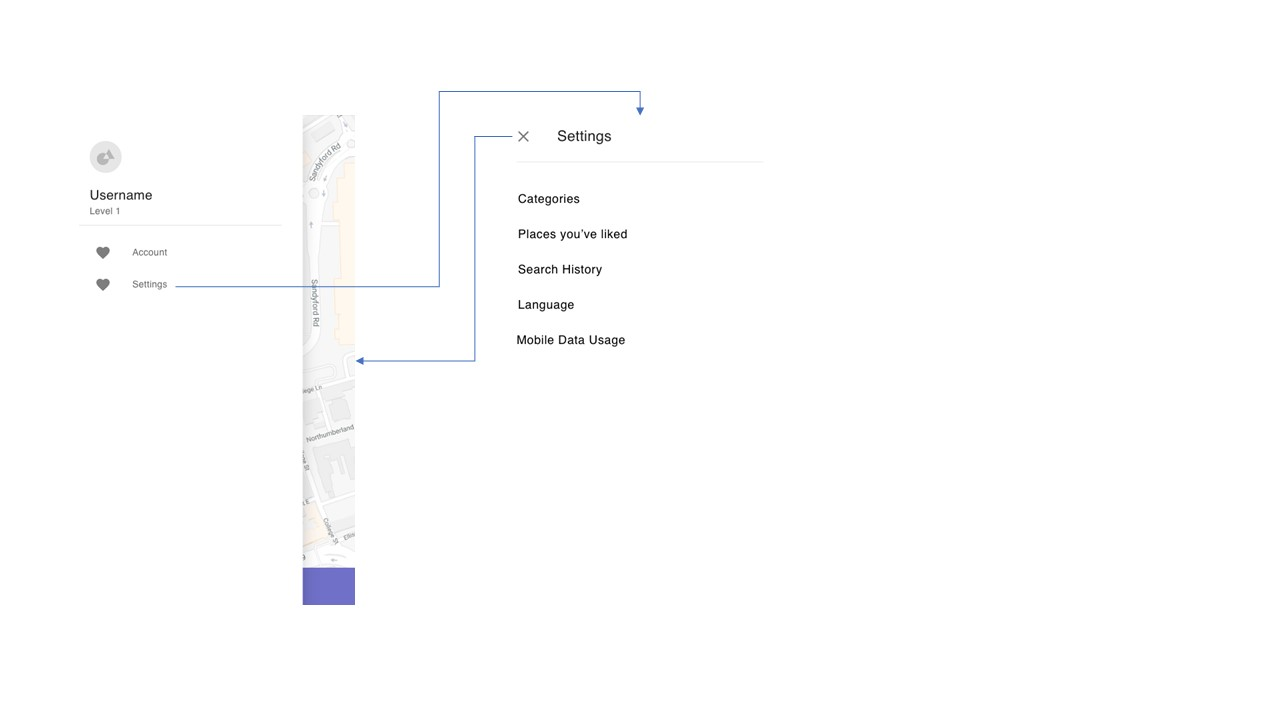 Username
Level 1
Account
Settings
Sandyford Rd
Sandyford Rd
Northumberland
College St
Settings
Categories
Places you've liked
Search History
Language
Mobile Data Usage